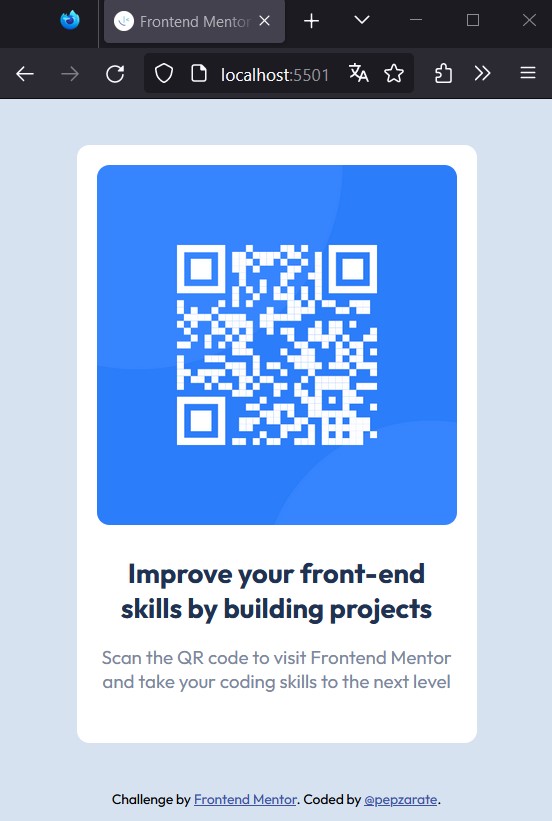 Frontend Mentor
localhost:5501
Improve your front-end
skills by building projects
Scan the QR code to visit Frontend Mentor
and take your coding skills to the next level
Challenge by Frontend Mentor. Coded by @pepzarate.